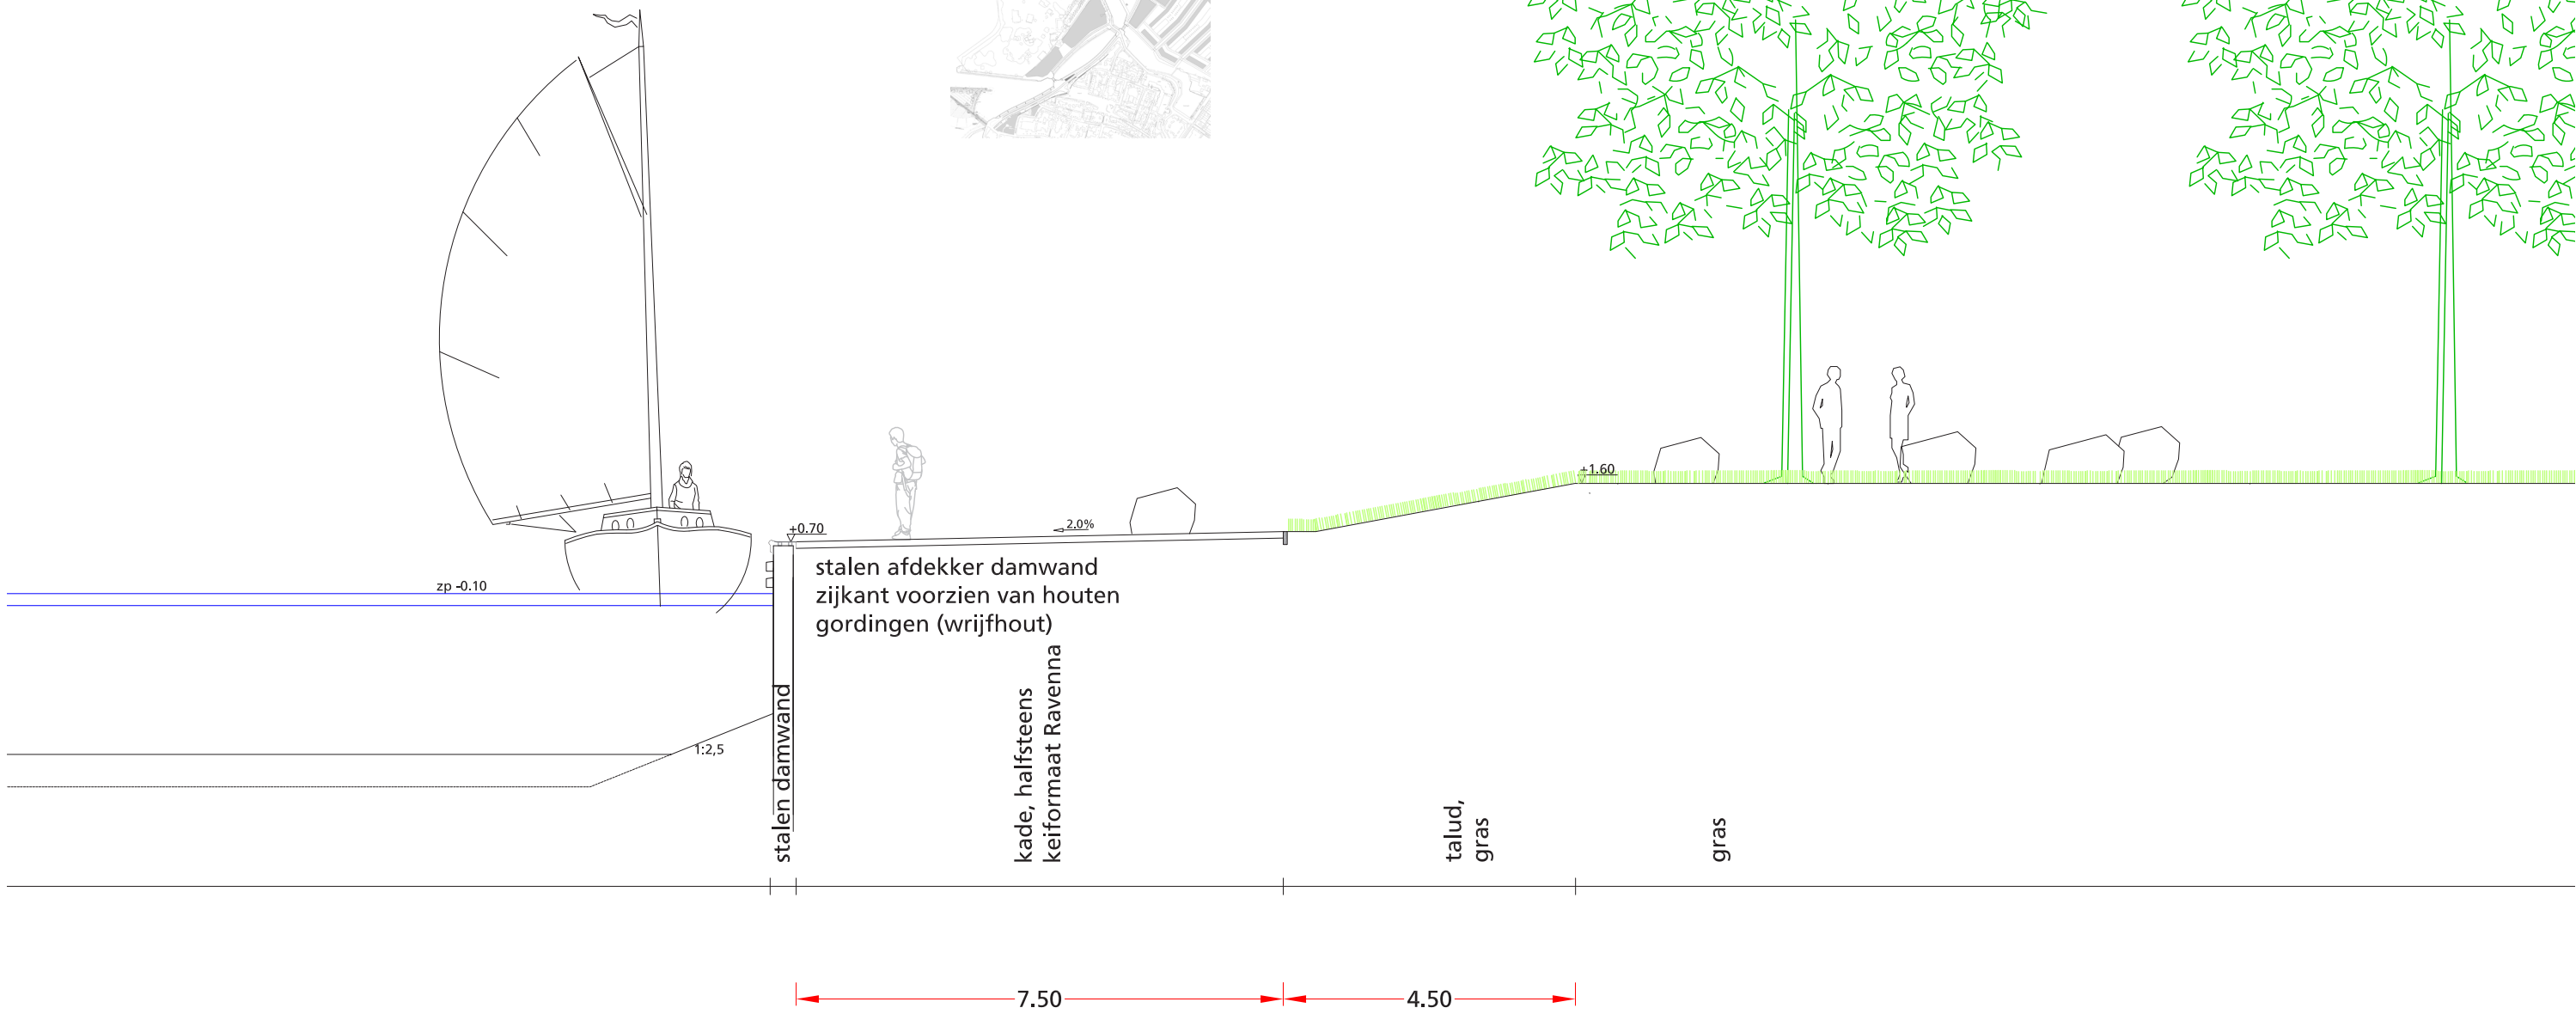 +1.60
+0.70
2.0%
stalen afdekker damwand
zijkant voorzien van houten
gordingen (wrijfhout)
zp -0.10
1:2,5
stalen damwand
kade, halfsteens
keiformaat Ravenna
talud,
gras
gras
7.50
4.50